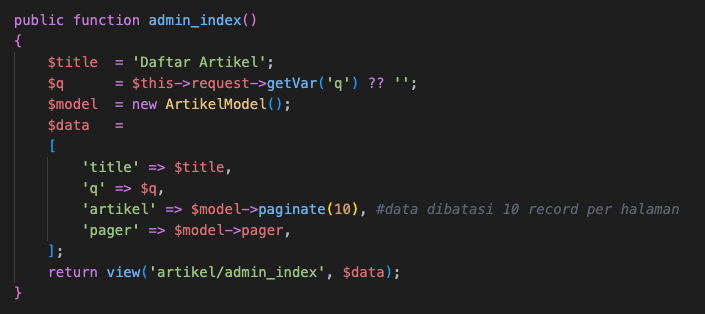 public function admin_index()
{
    $title  = 'Daftar Artikel';
    $q      = $this->request->getVar('q') ?? '';
    $model  = new ArtikelModel();
    $data   =
    [
        'title' => $title,
        'q' => $q,
        'artikel' => $model->paginate(10), #data dibatasi 10 record per halaman
        'pager' => $model->pager,
    ];
    return view('artikel/admin_index', $data);
}